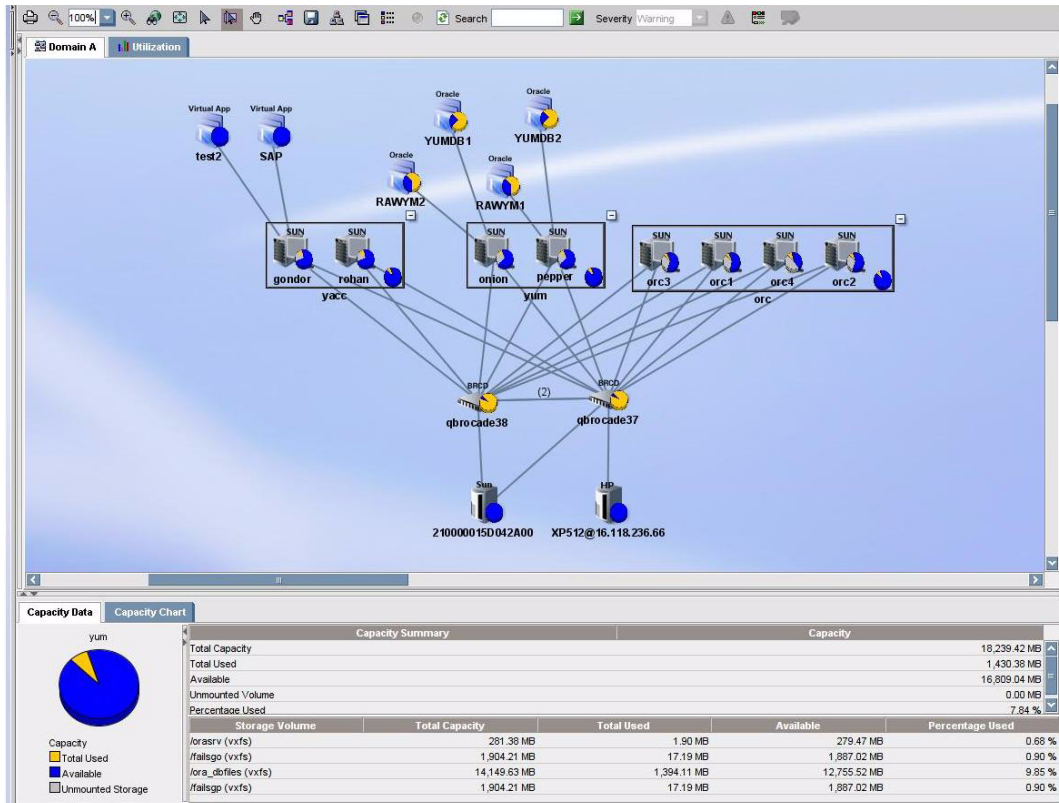 100%
Search
Severity Warning
Domain A
Utilization
Virtual App
test2
Virtual App
SAP
Oracle
YUMDB1
Oracle
YUMDB2
Oracle
RAWYM2
Oracle
RAWYM1
SUN
gondor
SUN
rohan
yacc
SUN
onion
SUN
pepper
yum
SUN
orc3
SUN
orc1
SUN
orc4
SUN
orc2
orc
BRCD
qbrocade38
(2)
BRCD
qbrocade37
Sun
210000015D042A00
HP
XP512@16.118.236.66
Capacity Data
Capacity Chart
yum
Capacity
Total Used
Available
Unmounted Storage
Capacity Summary Capacity
Total Capacity 18,239.42 MB
Total Used 1,430.38 MB
Available 16,809.04 MB
Unmounted Volume 0.00 MB
Percentage Used 7.84 %
Storage Volume Total Capacity Total Used Available Percentage Used
/orasrv (vxfs) 281.38 MB 1.90 MB 279.47 MB 0.68 %
/failsgo (vxfs) 1,904.21 MB 17.19 MB 1,887.02 MB 0.90 %
/ora_dbfiles (vxfs) 14,149.63 MB 1,394.11 MB 12,755.52 MB 9.85 %
/failsgp (vxfs) 1,904.21 MB 17.19 MB 1,887.02 MB 0.90 %